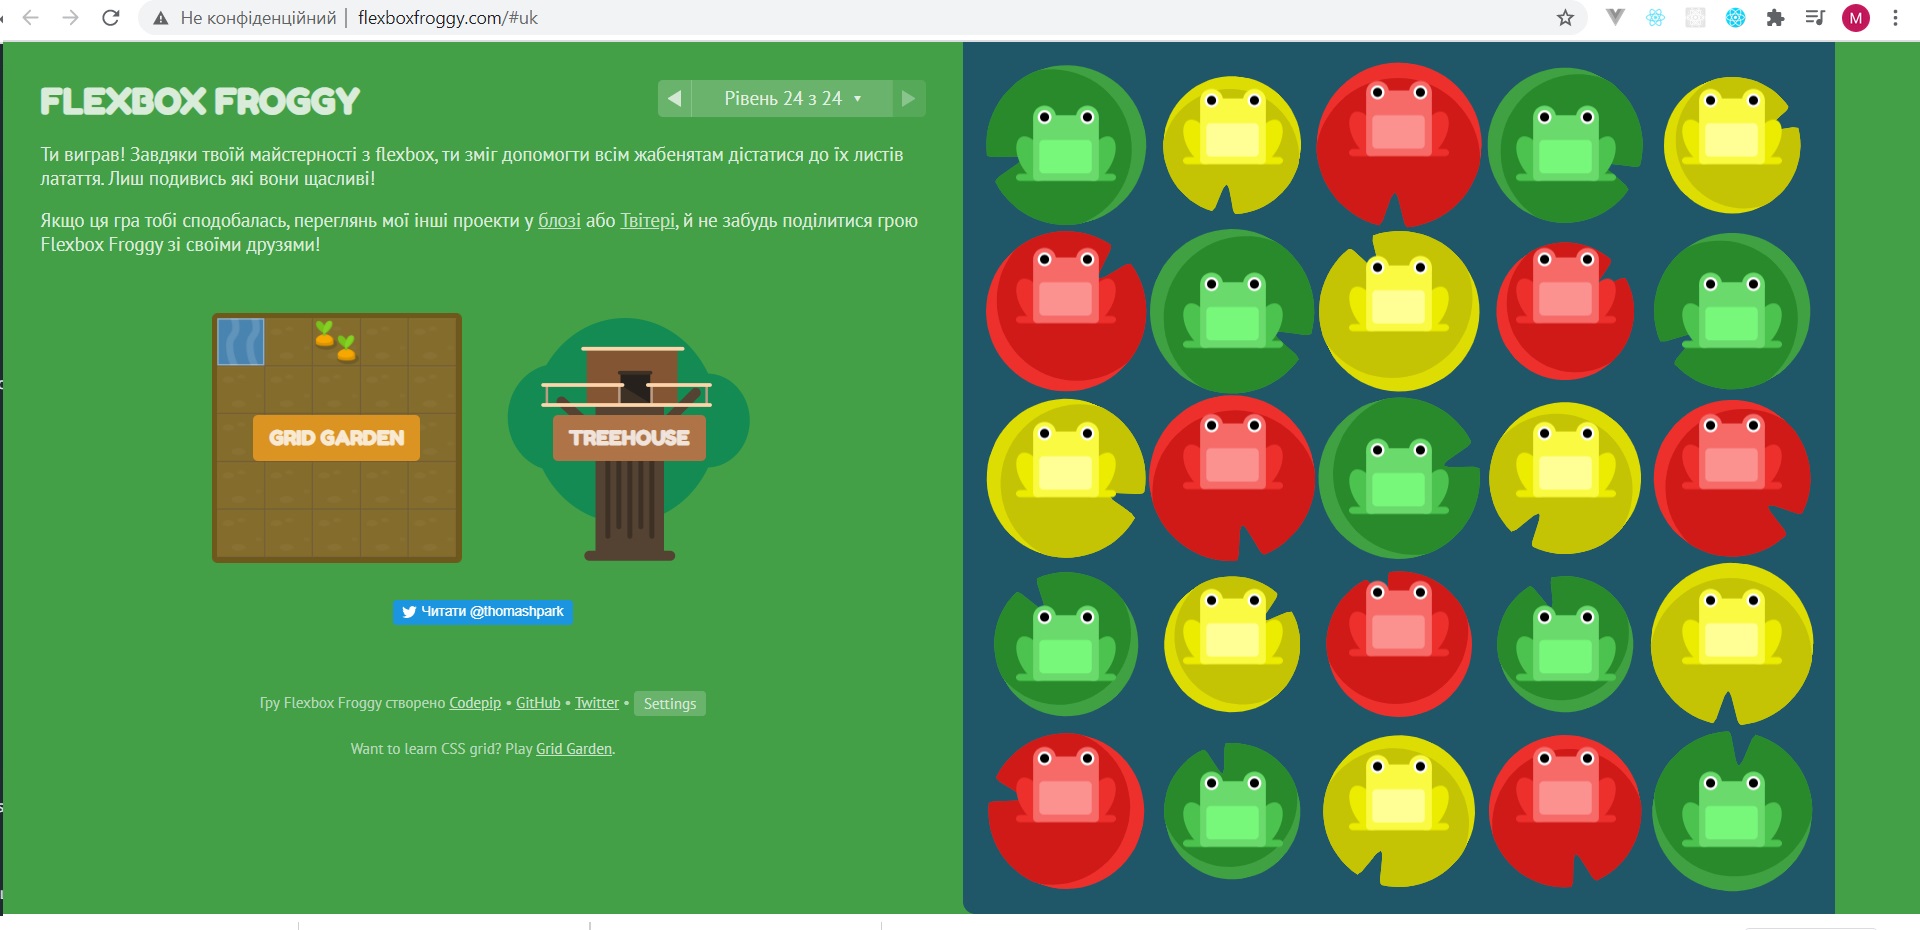 Не конфіденційний | flexboxfroggy.com/#uk
M
FLEXBOX FROGGY
Рівень 24 з 24
Ти виграв! Завдяки твоїй майстерності з flexbox, ти зміг допомогти всім жабенятам дістатися до їх листів
латаття. Лиш подивись які вони щасливі!
Якщо ця гра тобі сподобалась, переглянь мої інші проекти у блозі або Твітері, й не забудь поділитися грою
Flexbox Froggy зі своїми друзями!
GRID GARDEN
TREEHOUSE
Читати @thomashpark
Гру Flexbox Froggy створено Codepip • GitHub • Twitter • Settings
Want to learn CSS grid? Play Grid Garden.